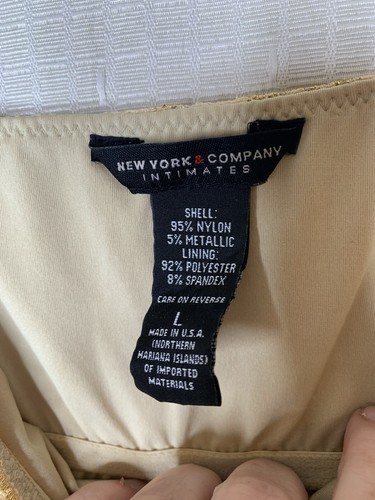 NEW YORK & COMPANY
INTIMATES
SHELL:
95% NYLON
5% METALLIC
LINING:
92% POLYESTER
8% SPANDEX
CARE ON REVERSE
L
MADE IN U.S.A.
(NORTHERN
MARIANA ISLANDS)
OF IMPORTED
MATERIALS